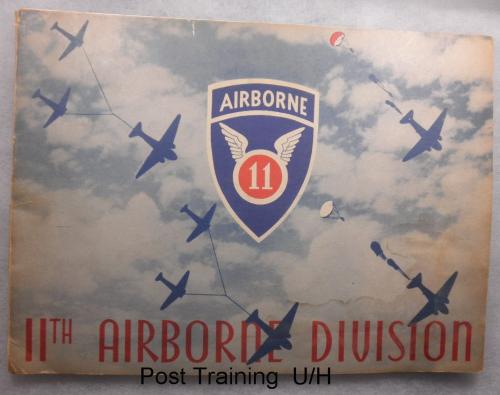 AIRBORNE
11
11TH AIRBORNE DIVISION
Post Training U/H